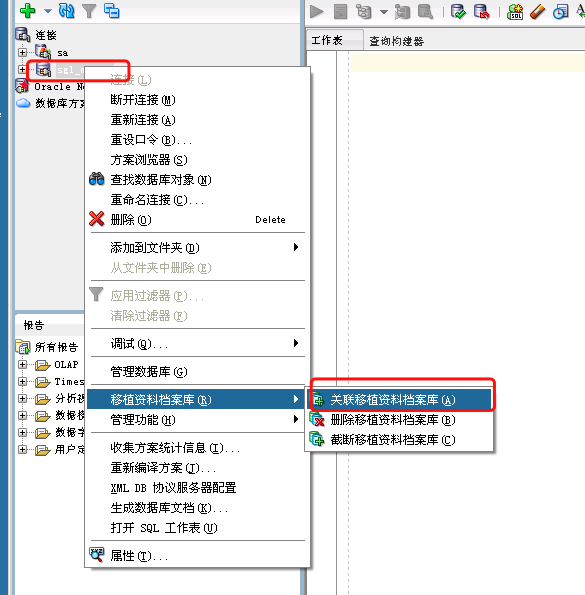 连接
sa
sgl_
Oracle No
数据库方案
工作表
查询构建器
SQL
连接(L)
断开连接(M)
重新连接(A)
重设口令(B)...
方案浏览器(S)
查找数据库对象(N)
重命名连接(C)...
删除(O) Delete
添加到文件夹(D)
从文件夹中删除(E)
应用过滤器(P)...
清除过滤器(F)
调试(Q)...
管理数据库(G)
移植资料档案库(R)
管理功能(H)
收集方案统计信息(I)...
重新编译方案(J)...
XML DB 协议服务器配置
生成数据库文档(K)...
打开 SQL 工作表(U)
属性(T)...
关联移植资料档案库(A)
删除移植资料档案库(B)
截断移植资料档案库(C)
报告
所有报告
OLAP
Times
分析视
数据模
数据字
用户定